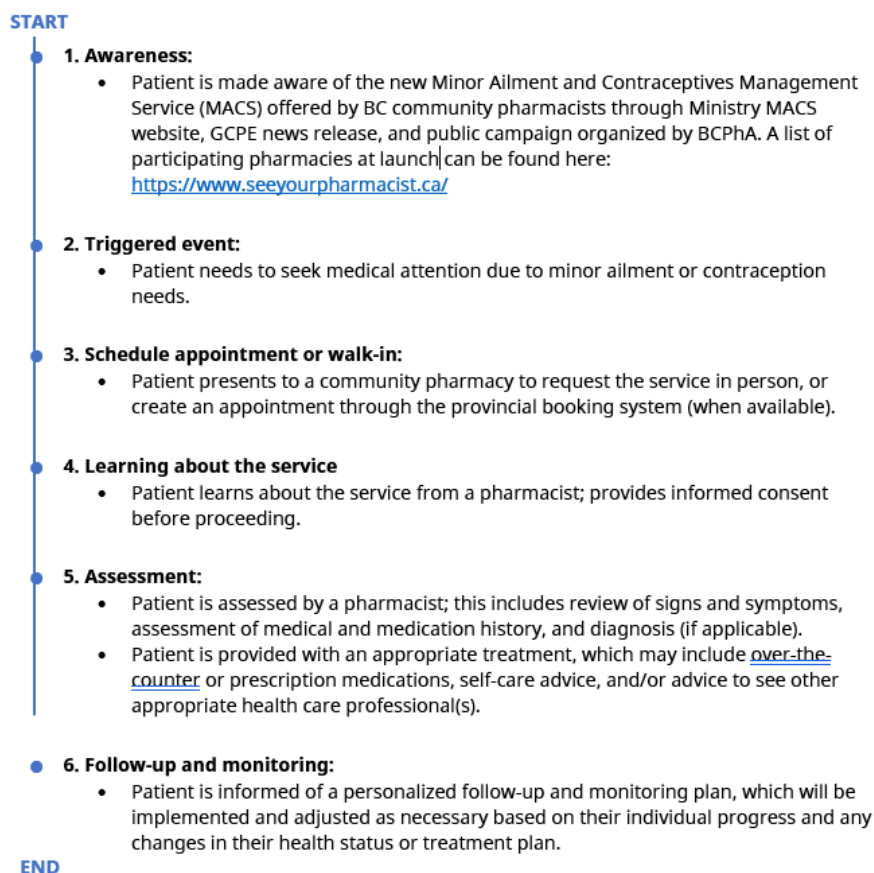 START
1. Awareness:
• Patient is made aware of the new Minor Ailment and Contraceptives Management
Service (MACS) offered by BC community pharmacists through Ministry MACS
website, GCPE news release, and public campaign organized by BCPhA. A list of
participating pharmacies at launch can be found here:
https://www.seeyourpharmacist.ca/
2. Triggered event:
• Patient needs to seek medical attention due to minor ailment or contraception
needs.
3. Schedule appointment or walk-in:
• Patient presents to a community pharmacy to request the service in person, or
create an appointment through the provincial booking system (when available).
4. Learning about the service
• Patient learns about the service from a pharmacist; provides informed consent
before proceeding.
5. Assessment:
• Patient is assessed by a pharmacist; this includes review of signs and symptoms,
assessment of medical and medication history, and diagnosis (if applicable).
• Patient is provided with an appropriate treatment, which may include over-the-
counter or prescription medications, self-care advice, and/or advice to see other
appropriate health care professional(s).
6. Follow-up and monitoring:
• Patient is informed of a personalized follow-up and monitoring plan, which will be
implemented and adjusted as necessary based on their individual progress and any
changes in their health status or treatment plan.
END